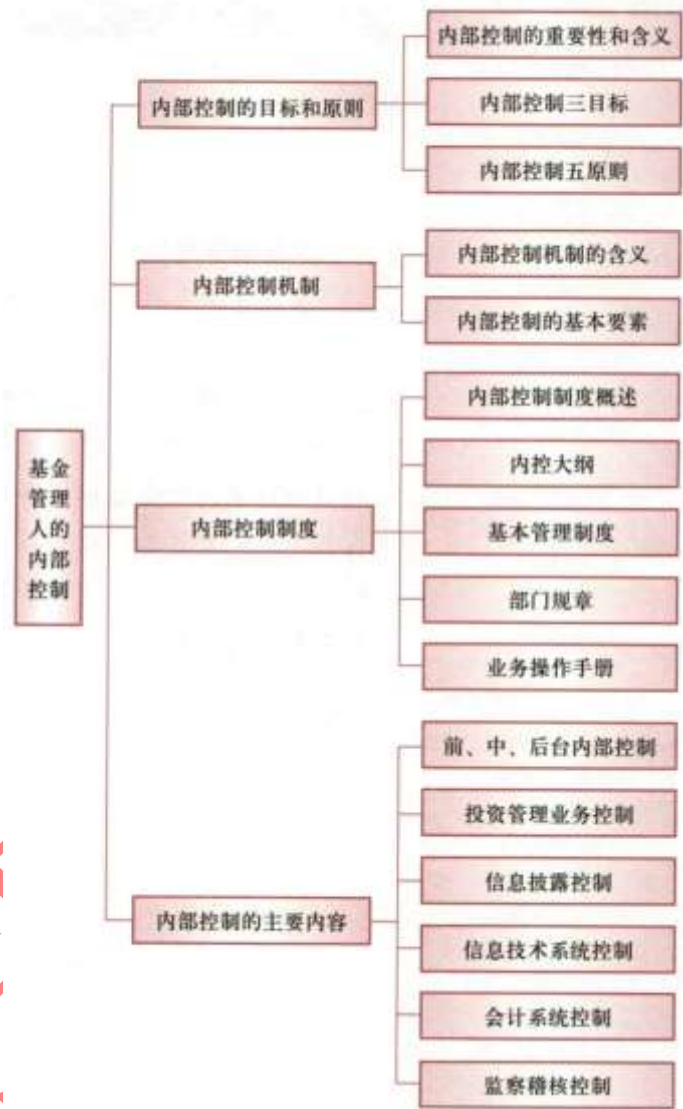 基金
管理
人的
内部
控制
内部控制的目标和原则
内部控制的重要性和含义
内部控制三目标
内部控制五原则
内部控制机制
内部控制机制的含义
内部控制的基本要素
内部控制制度
内部控制制度概述
内控大纲
基本管理制度
部门规章
业务操作手册
内部控制的主要内容
前、中、后台内部控制
投资管理业务控制
信息披露控制
信息技术系统控制
会计系统控制
监察稽核控制